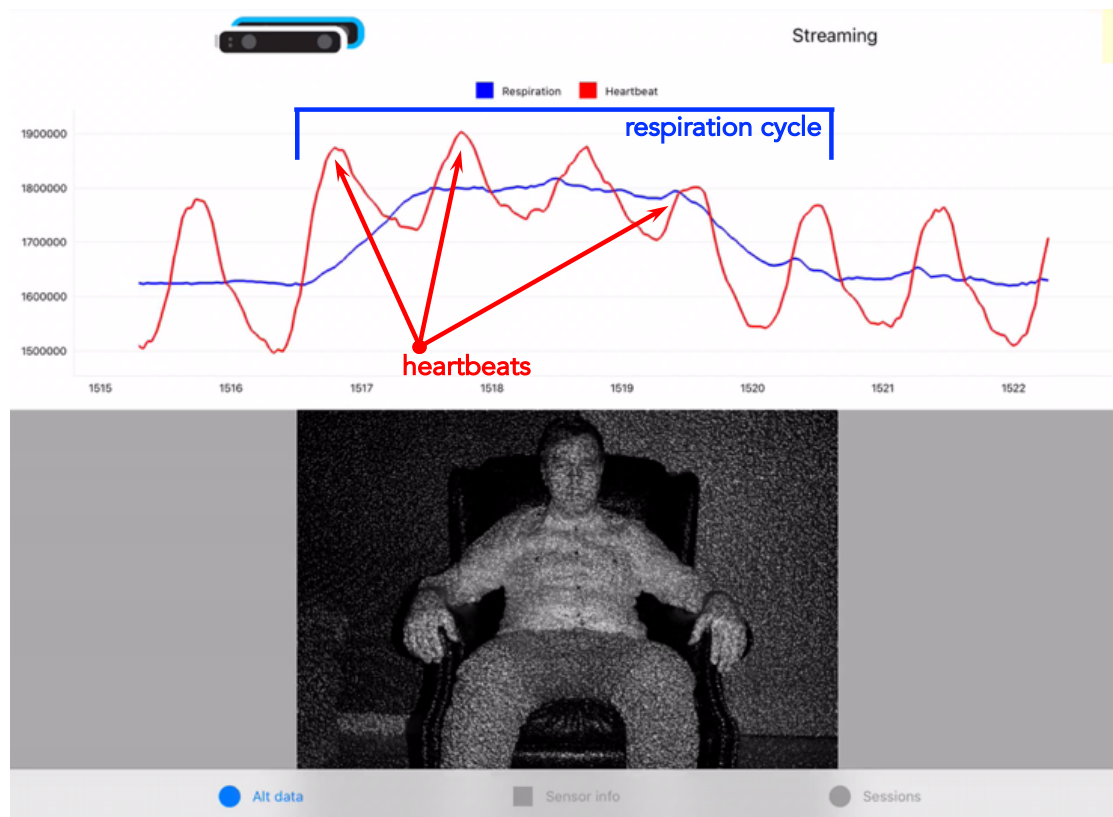 Streaming
Respiration Heartbeat
respiration cycle
1900000
1800000
1700000
1600000
1500000
heartbeats
1515 1516 1517 1518 1519 1520 1521 1522
Alt data Sensor info Sessions